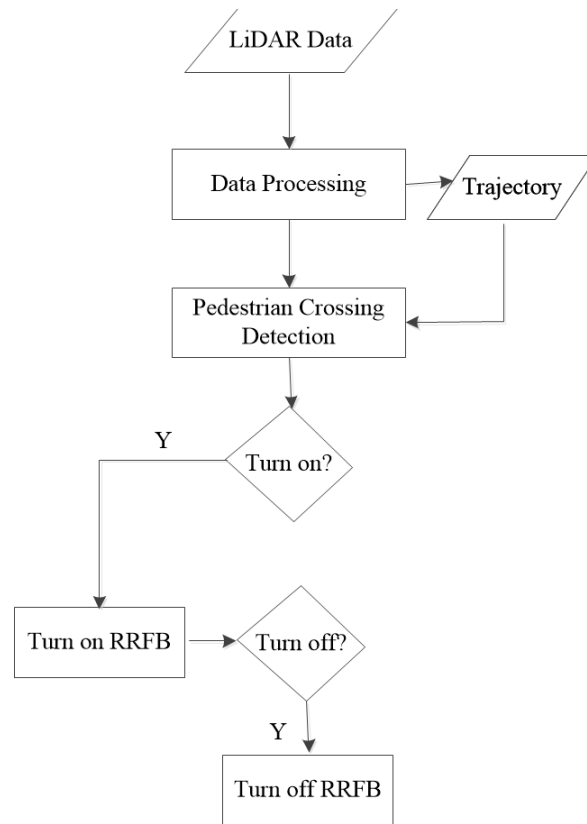 LiDAR Data
Data Processing
Trajectory
Pedestrian Crossing
Detection
Y
Turn on?
Turn on RRFB
Turn off?
Y
Turn off RRFB